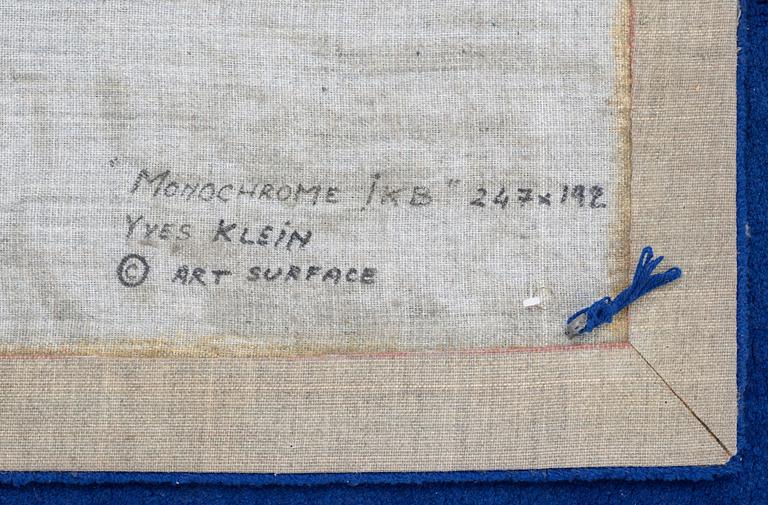 "MONOCHROME IKB" 247x192
YVES KLEIN
© ART SURFACE